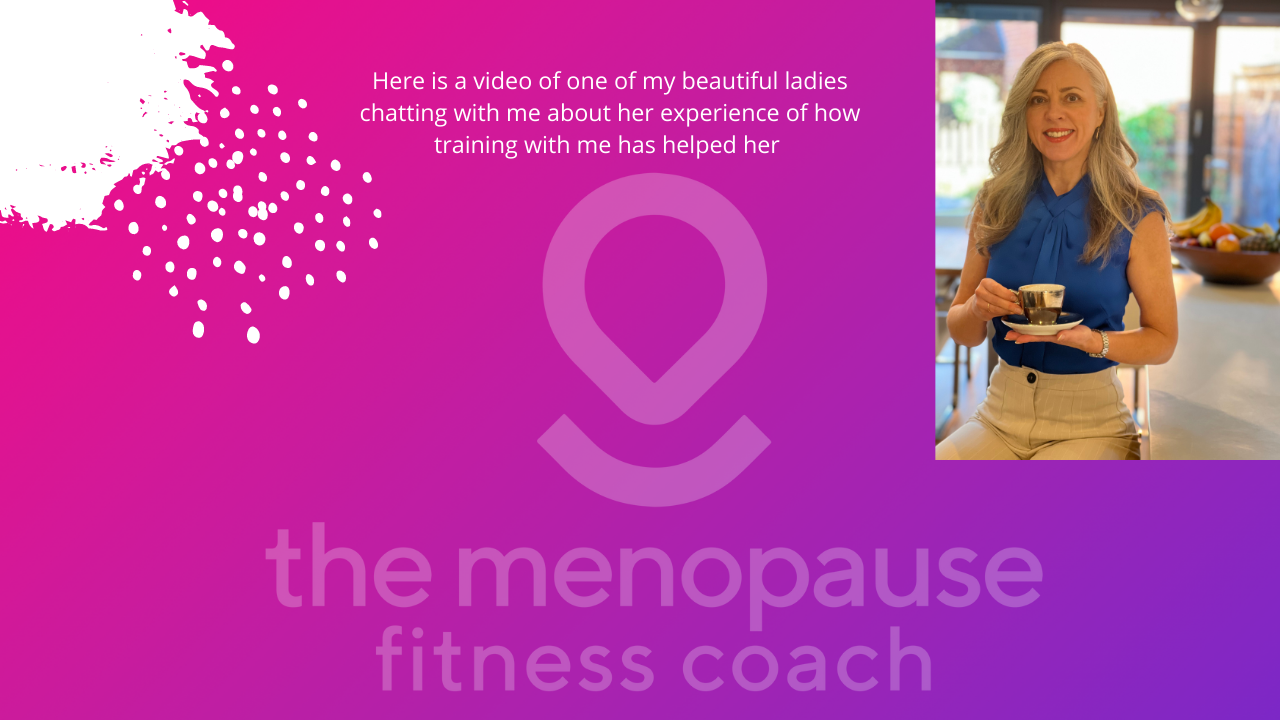 Here is a video of one of my beautiful ladies
chatting with me about her experience of how
training with me has helped her
the menopause
fitness coach